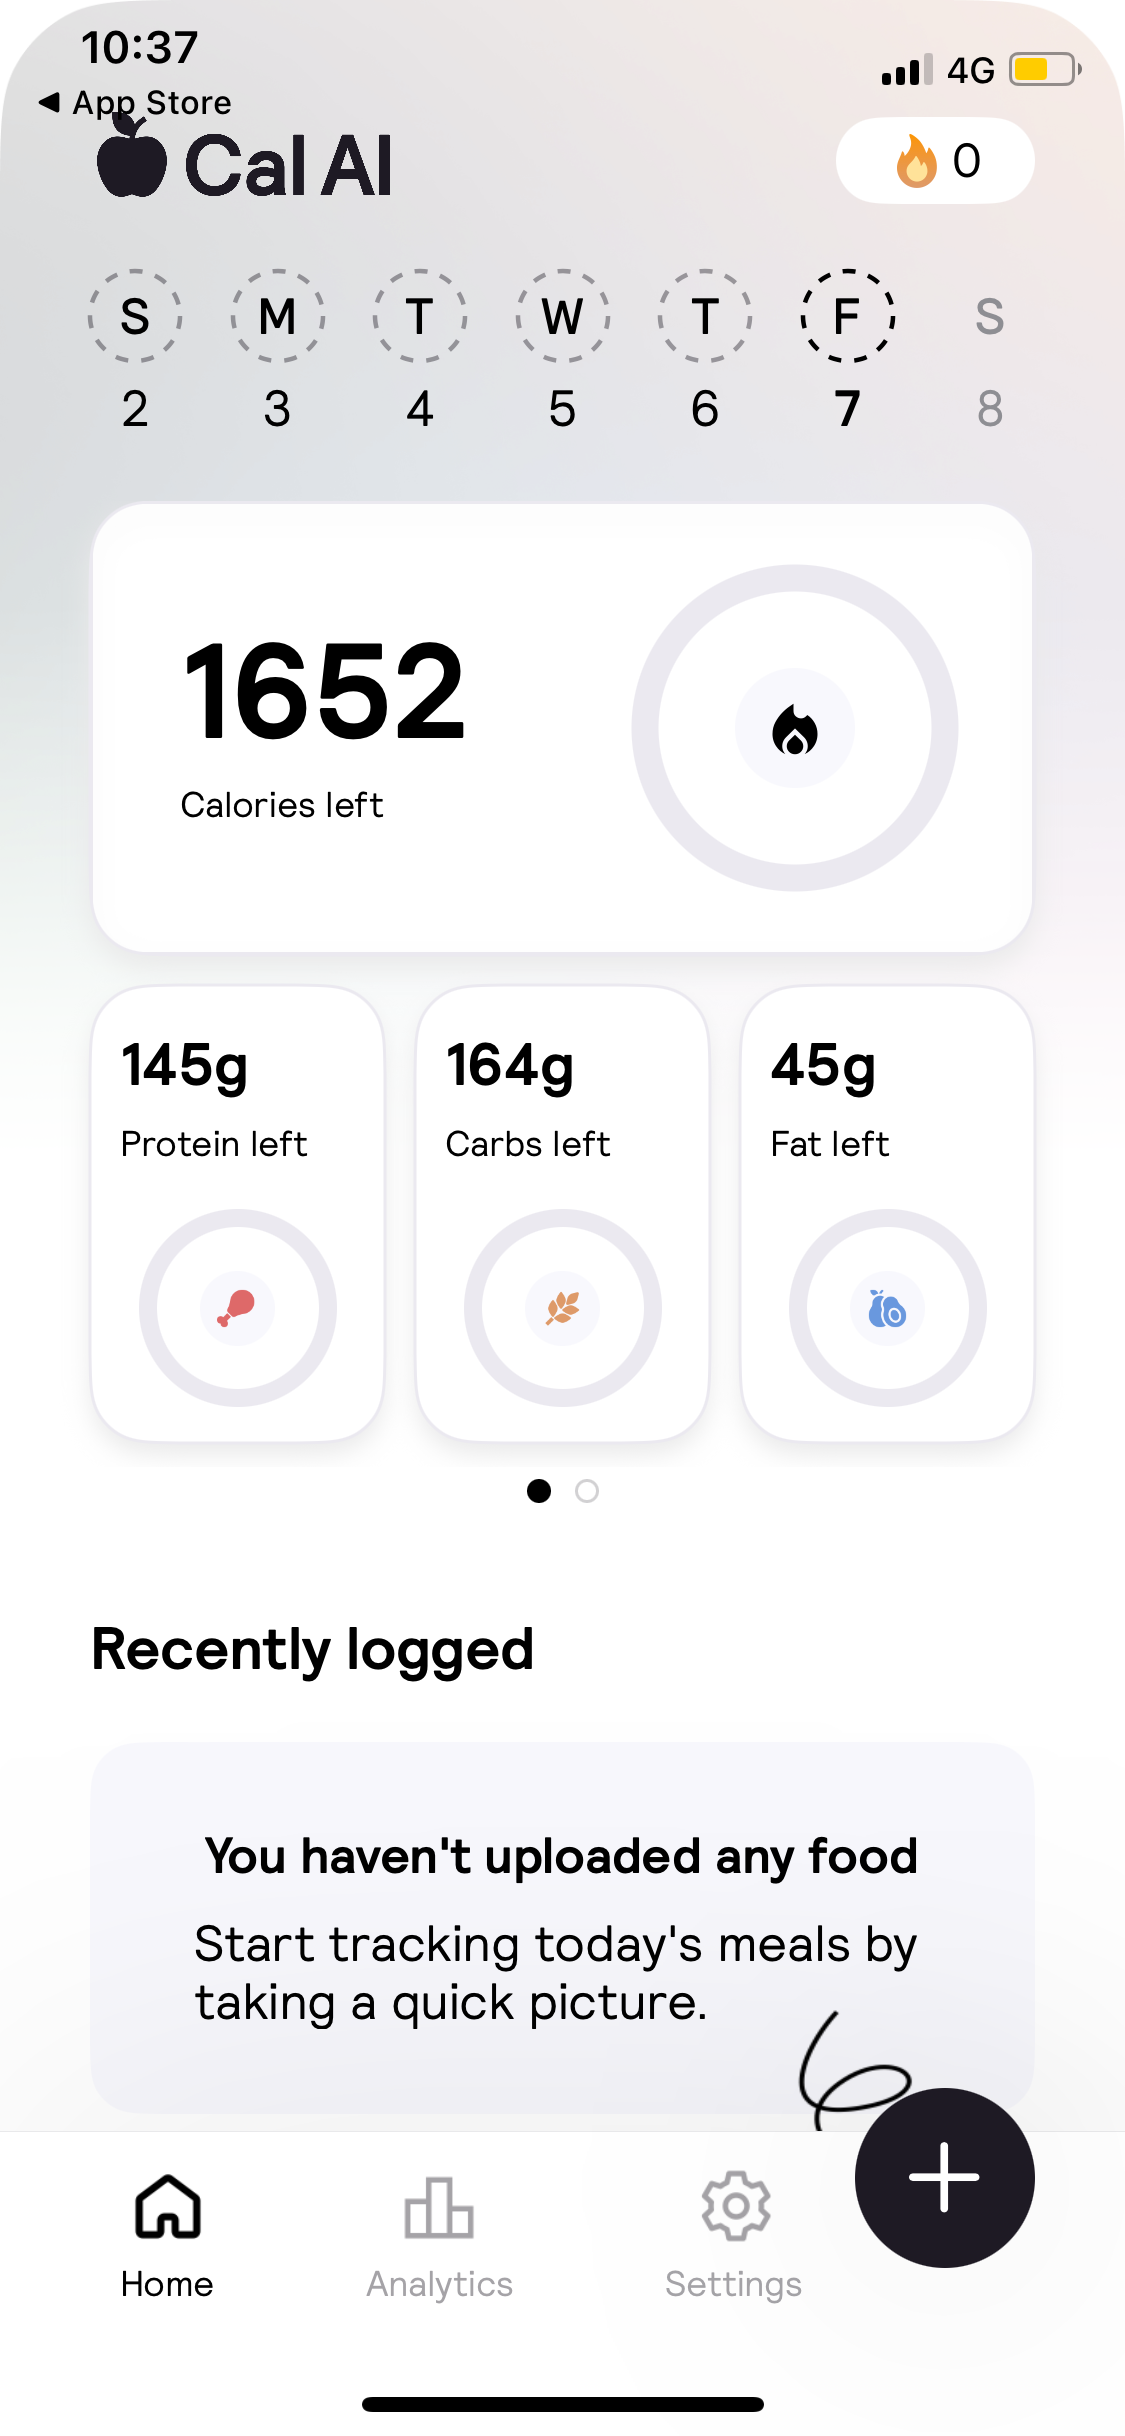 10:37
4G
◀ App Store
Cal AI
0
S M T W T F S
2 3 4 5 6 7 8
1652
Calories left
145g 164g 45g
Protein left Carbs left Fat left
Recently logged
You haven't uploaded any food
Start tracking today's meals by
taking a quick picture.
Home Analytics Settings